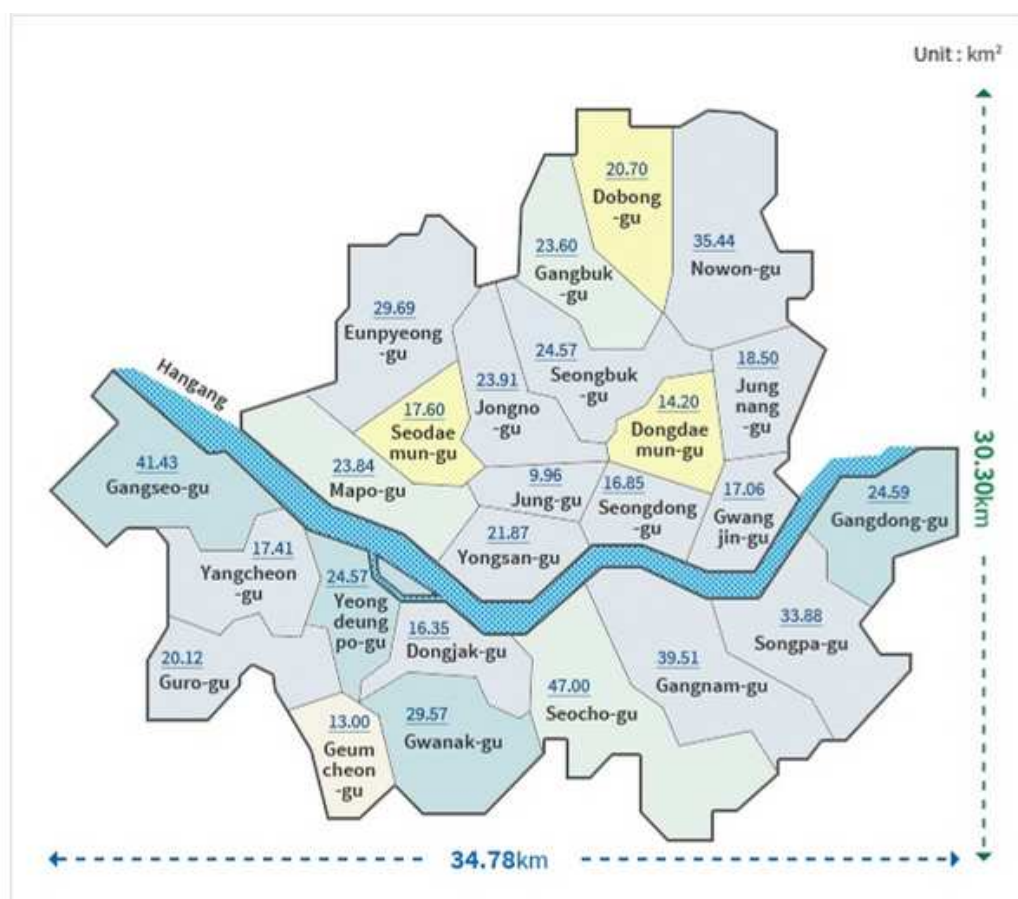 Unit : km²
20.70
Dobong
-gu
23.60
Gangbuk
-gu
35.44
Nowon-gu
29.69
Eunpyeong
-gu
24.57
Seongbuk
-gu
18.50
Jung
nang
-gu
Hangang
23.91
Jongno
-gu
17.60
Seodae
mun-gu
14.20
Dongdae
mun-gu
41.43
Gangseo-gu
23.84
Mapo-gu
9.96
Jung-gu
16.85
Seongdong
-gu
17.06
Gwang
jin-gu
24.59
Gangdong-gu
30.30km
21.87
Yongsan-gu
17.41
Yangcheon
-gu
24.57
Yeong
deung
po-gu
16.35
Dongjak-gu
33.88
Songpa-gu
20.12
Guro-gu
39.51
Gangnam-gu
47.00
Seocho-gu
13.00
Geum
cheon
-gu
29.57
Gwanak-gu
34.78km